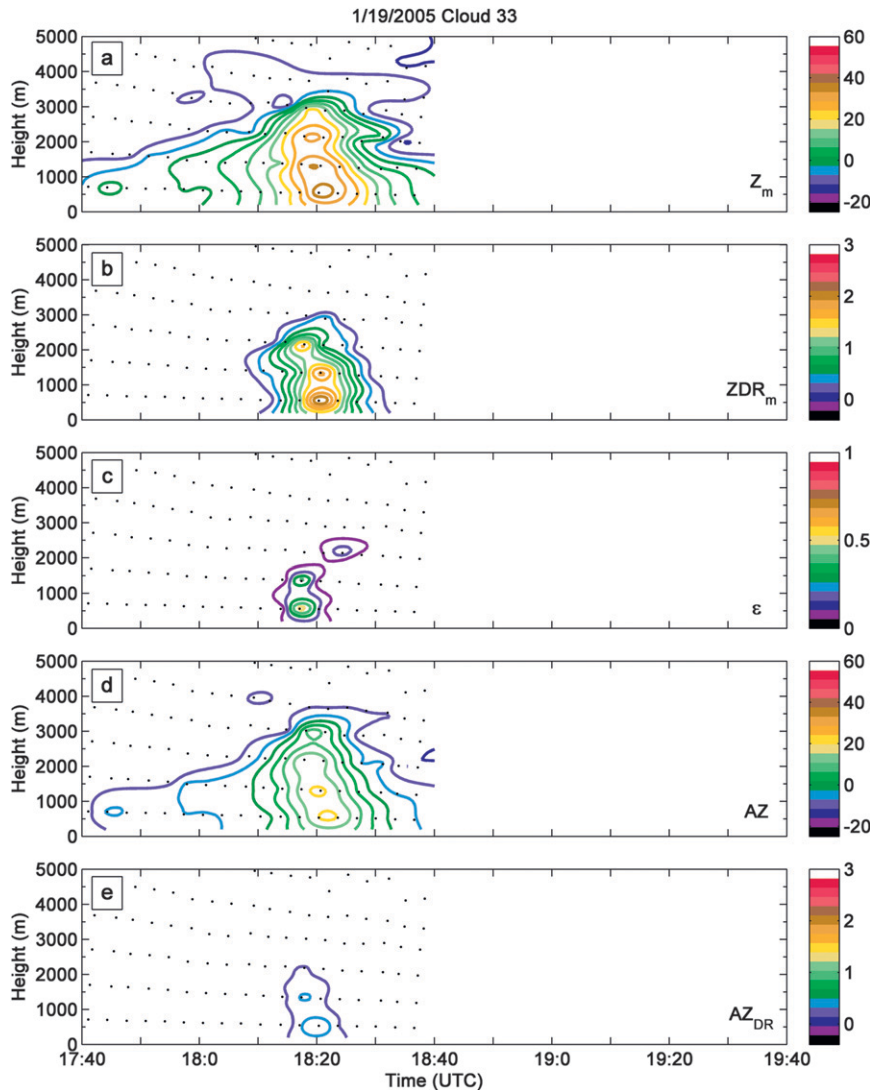 1/19/2005 Cloud 33
a
5000
4000
3000
2000
1000
0
Height (m)
Z_m
60
40
20
0
-20
b
5000
4000
3000
2000
1000
0
Height (m)
ZDR_m
3
2
1
0
c
5000
4000
3000
2000
1000
0
Height (m)
ε
1
0.5
0
d
5000
4000
3000
2000
1000
0
Height (m)
AZ
60
40
20
0
-20
e
5000
4000
3000
2000
1000
0
Height (m)
AZ_DR
3
2
1
0
17:40 18:0 18:20 18:40 19:0 19:20 19:40
Time (UTC)